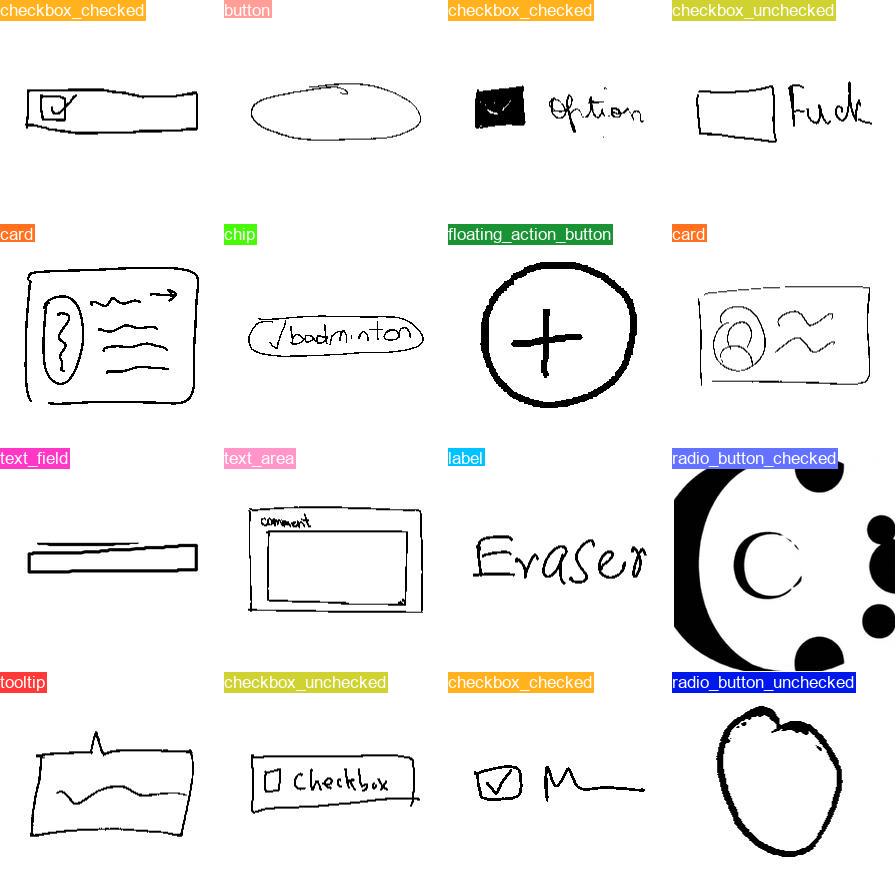 checkbox_checked
button
checkbox_checked
checkbox_unchecked
Option
Fuck
card
chip
floating_action_button
card
√badminton
text_field
text_area
label
radio_button_checked
comment
Eraser
tooltip
checkbox_unchecked
checkbox_checked
radio_button_unchecked
Checkbox